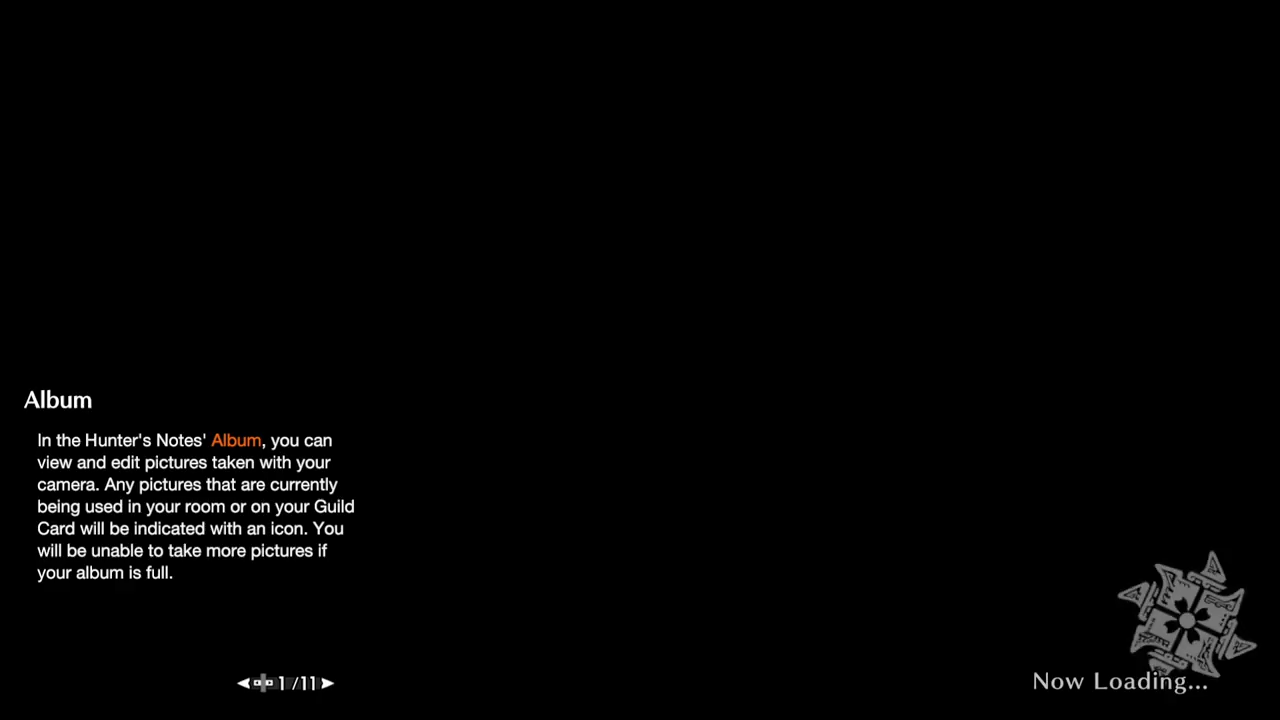 Album
In the Hunter's Notes' Album, you can
view and edit pictures taken with your
camera. Any pictures that are currently
being used in your room or on your Guild
Card will be indicated with an icon. You
will be unable to take more pictures if
your album is full.
1/11
Now Loading...